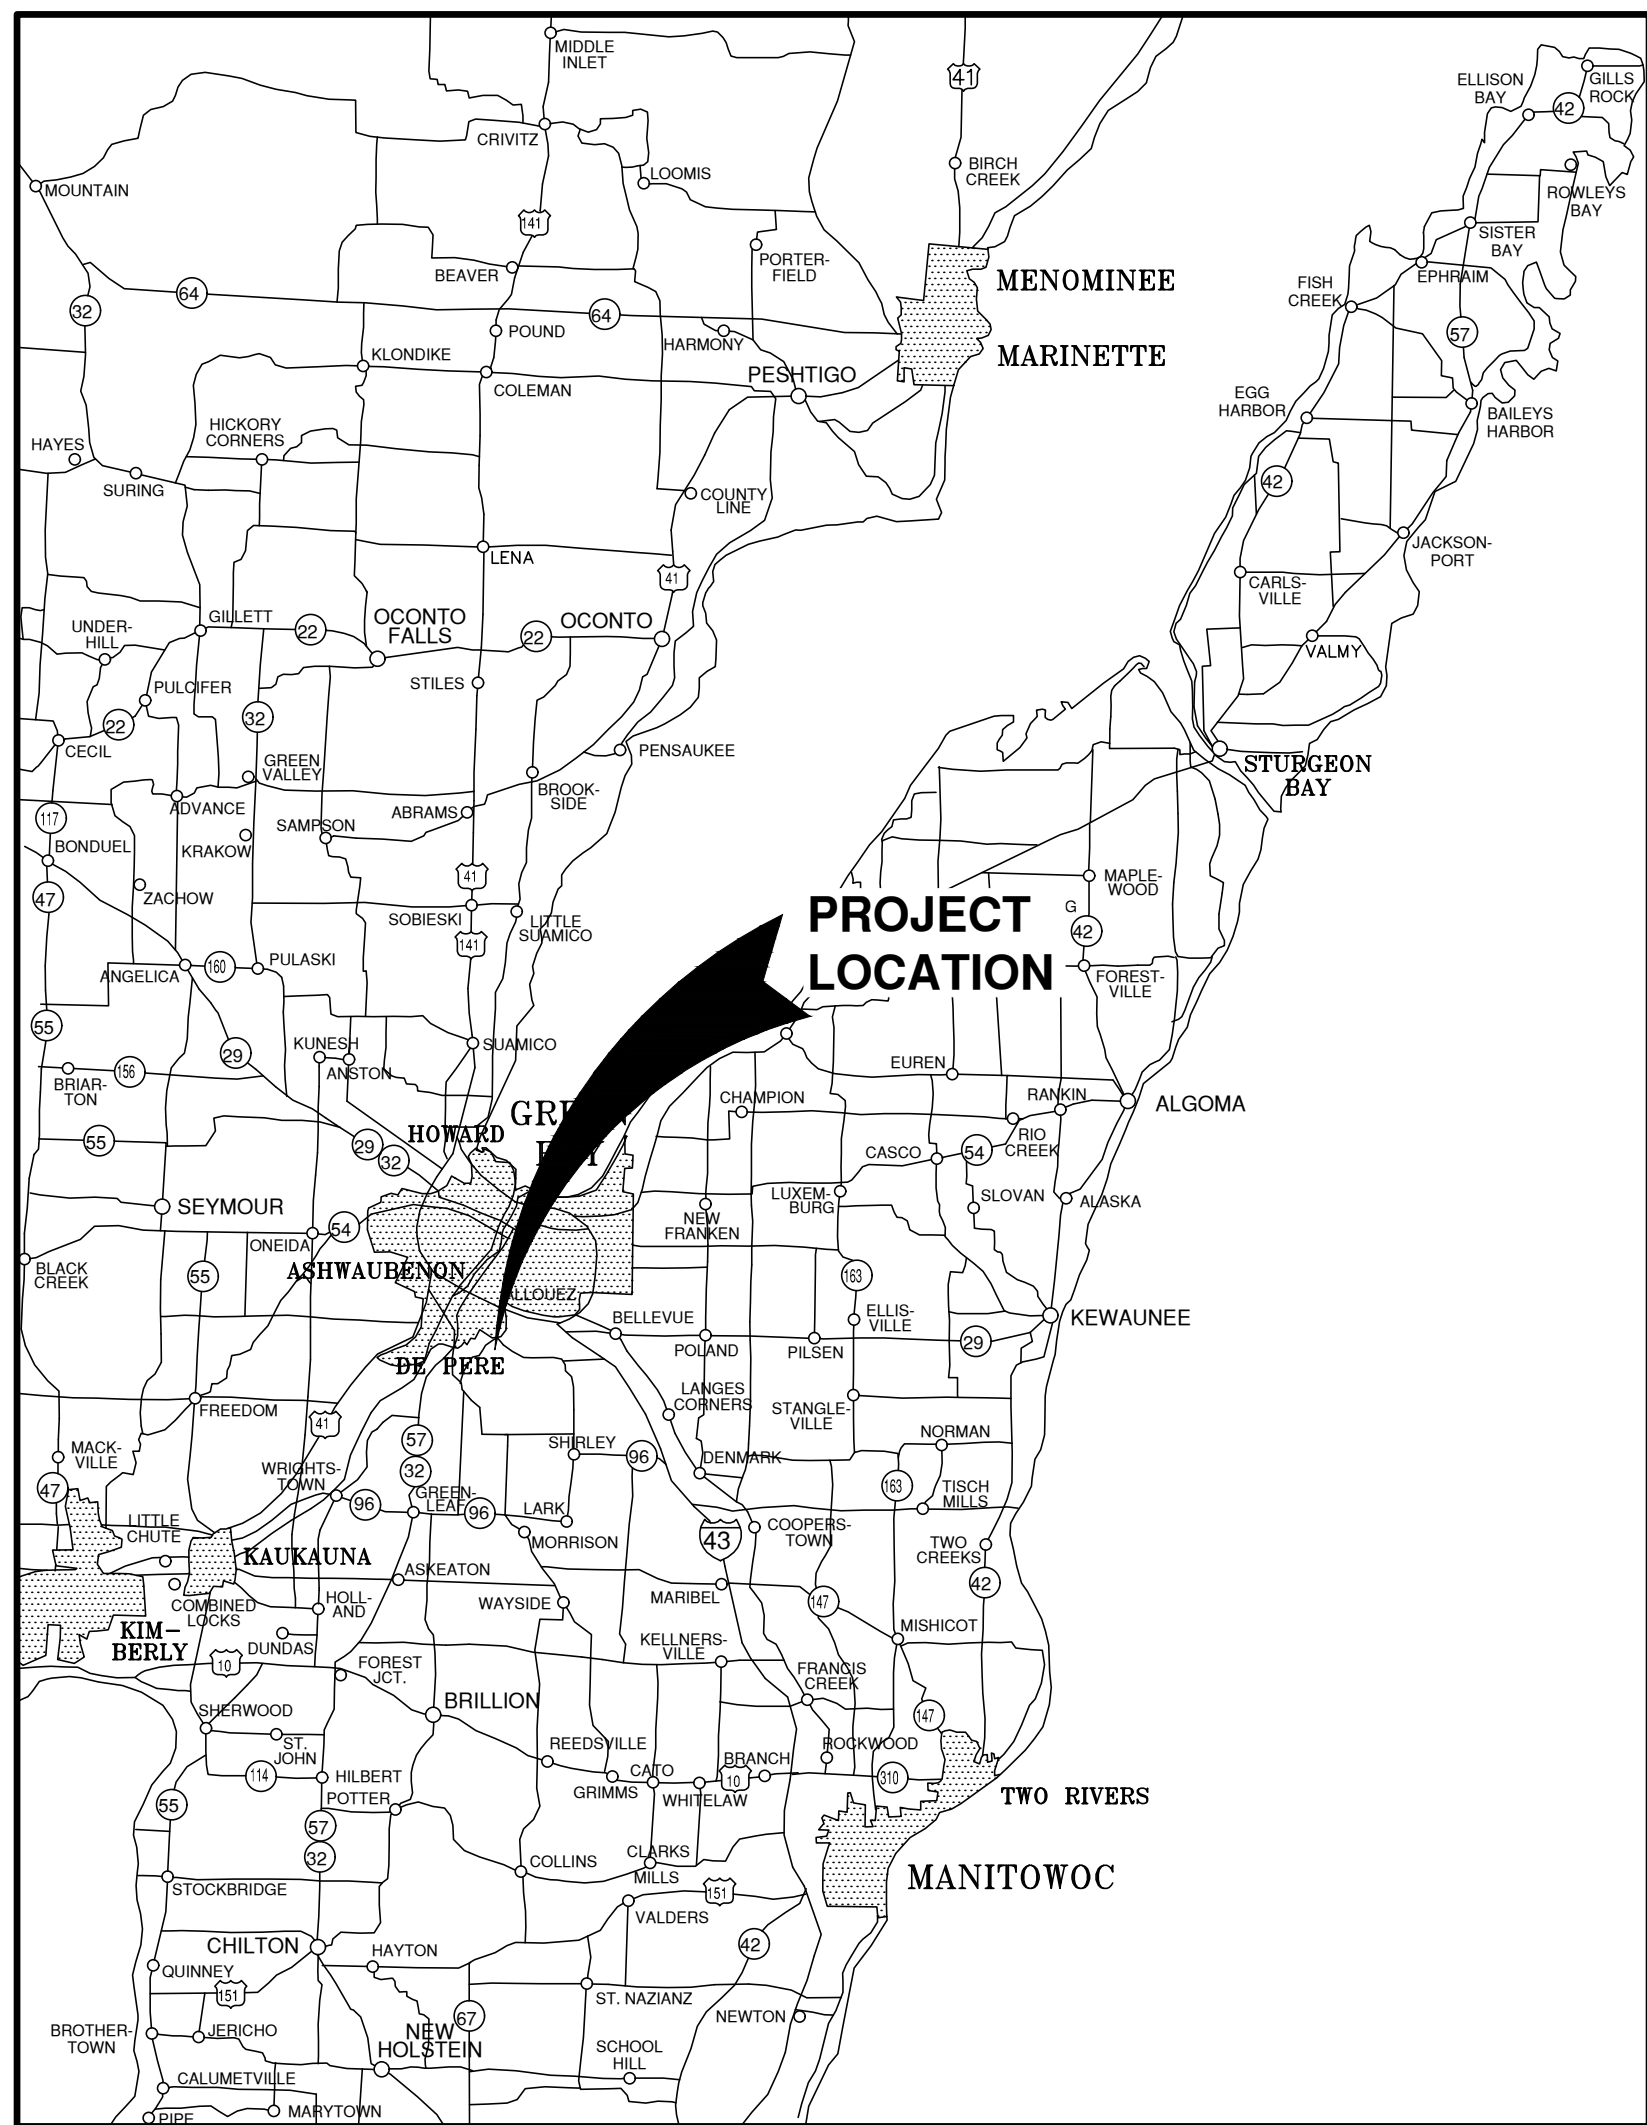 MIDDLE
INLET
41
ELLISON
BAY
GILLS
ROCK
42
CRIVITZ
LOOMIS
BIRCH
CREEK
MOUNTAIN
ROWLEYS
BAY
141
SISTER
BAY
BEAVER
PORTER-
FIELD
MENOMINEE
EPHRAIM
FISH
CREEK
64
32
64
POUND
HARMONY
57
KLONDIKE
MARINETTE
COLEMAN
PESHTIGO
EGG
HARBOR
BAILEYS
HARBOR
HICKORY
CORNERS
HAYES
SURING
42
COUNTY
LINE
LENA
JACKSON-
PORT
41
CARLS-
VILLE
GILLETT
22
OCONTO
FALLS
22
OCONTO
UNDER-
HILL
VALMY
PULCIFER
STILES
22
32
CECIL
PENSAUKEE
GREEN
VALLEY
STURGEON
BAY
BROOK-
SIDE
ADVANCE
ABRAMS
117
SAMPSON
BONDUEL
KRAKOW
41
MAPLE-
WOOD
47
ZACHOW
SOBIESKI
LITTLE
SUAMICO
PROJECT
LOCATION
G
42
141
ANGELICA
160
PULASKI
FOREST-
VILLE
55
29
KUNESH
SUAMICO
ANSTON
EUREN
156
BRIAR-
TON
CHAMPION
RANKIN
ALGOMA
HOWARD
RIO
CREEK
55
29
32
CASCO
54
SEYMOUR
LUXEM-
BURG
SLOVAN
ALASKA
54
NEW
FRANKEN
ONEIDA
BLACK
CREEK
55
ASHWAUBENON
163
ALLOUEZ
BELLEVUE
ELLIS-
VILLE
KEWAUNEE
29
POLAND
PILSEN
DE PERE
LANGES
CORNERS
FREEDOM
41
STANGLE-
VILLE
57
NORMAN
MACK-
VILLE
SHIRLEY
96
DENMARK
WRIGHTS-
TOWN
32
47
163
TISCH
MILLS
GREEN-
LEAF
96
96
LARK
LITTLE
CHUTE
COOPERS-
TOWN
43
MORRISON
TWO
CREEKS
KAUKAUNA
ASKEATON
42
COMBINED
LOCKS
HOLL-
AND
WAYSIDE
MARIBEL
147
KIM-
BERLY
DUNDAS
KELLNERS-
VILLE
MISHICOT
10
FOREST
JCT.
FRANCIS
CREEK
BRILLION
SHERWOOD
147
ST.
JOHN
REEDSVILLE
ROCKWOOD
BRANCH
CATO
114
HILBERT
10
310
GRIMMS
WHITELAW
TWO RIVERS
55
POTTER
57
32
CLARKS
MILLS
COLLINS
MANITOWOC
STOCKBRIDGE
151
VALDERS
CHILTON
HAYTON
42
QUINNEY
151
ST. NAZIANZ
67
NEWTON
BROTHER-
TOWN
JERICHO
NEW
HOLSTEIN
SCHOOL
HILL
CALUMETVILLE
MARYTOWN
PIPE